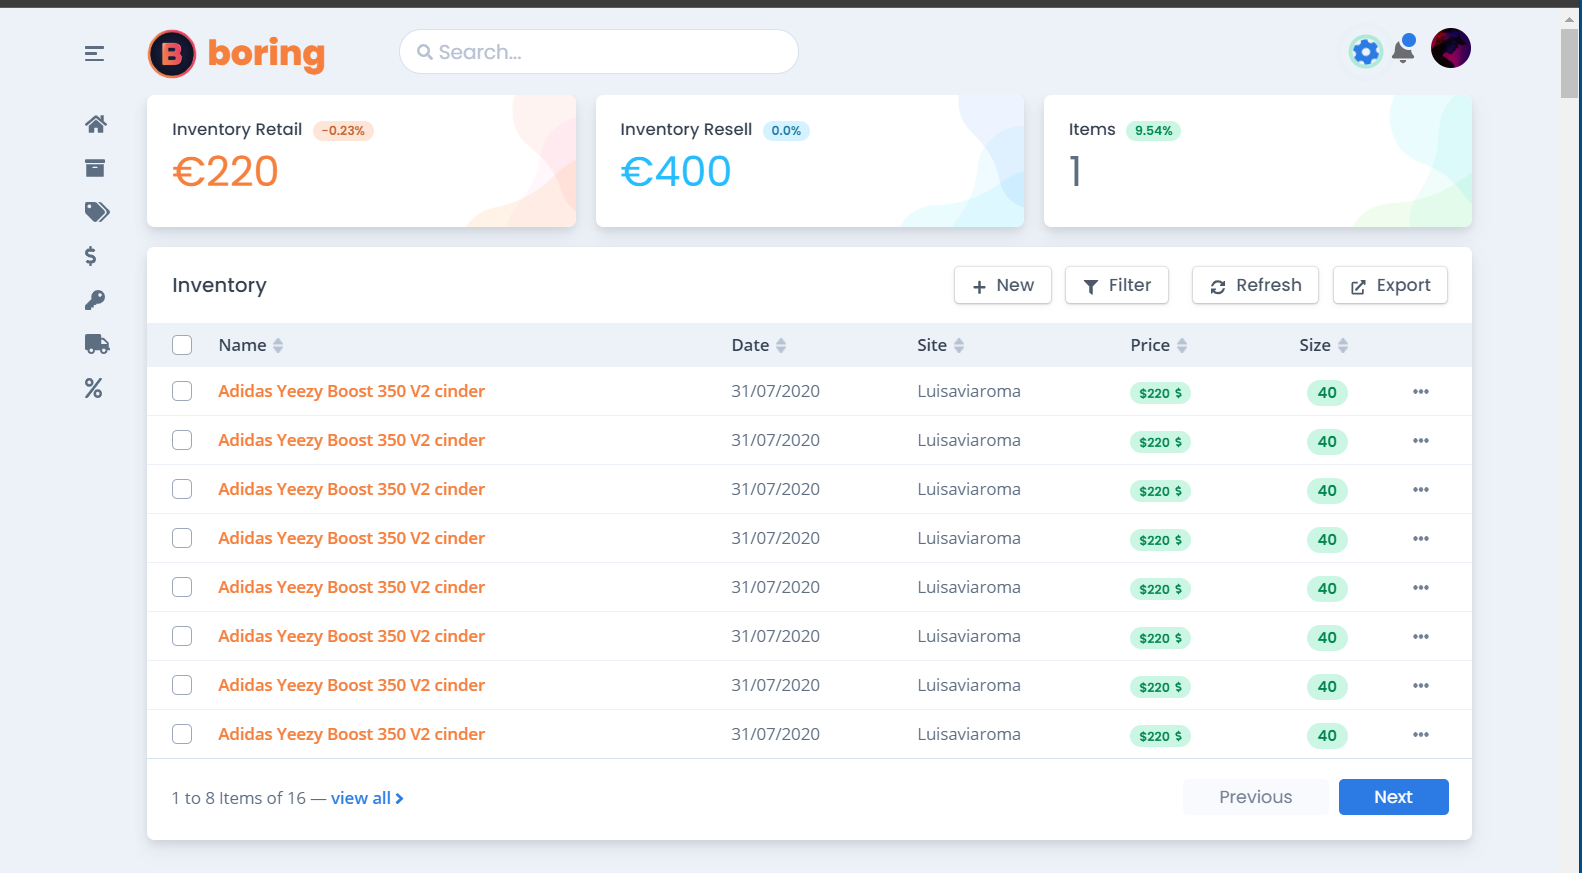 B boring
Search...
Inventory Retail -0.23%
€220
Inventory Resell 0.0%
€400
Items 9.54%
1
Inventory
+ New Filter Refresh Export
Name Date Site Price Size
Adidas Yeezy Boost 350 V2 cinder 31/07/2020 Luisaviaroma $220 $ 40 •••
Adidas Yeezy Boost 350 V2 cinder 31/07/2020 Luisaviaroma $220 $ 40 •••
Adidas Yeezy Boost 350 V2 cinder 31/07/2020 Luisaviaroma $220 $ 40 •••
Adidas Yeezy Boost 350 V2 cinder 31/07/2020 Luisaviaroma $220 $ 40 •••
Adidas Yeezy Boost 350 V2 cinder 31/07/2020 Luisaviaroma $220 $ 40 •••
Adidas Yeezy Boost 350 V2 cinder 31/07/2020 Luisaviaroma $220 $ 40 •••
Adidas Yeezy Boost 350 V2 cinder 31/07/2020 Luisaviaroma $220 $ 40 •••
Adidas Yeezy Boost 350 V2 cinder 31/07/2020 Luisaviaroma $220 $ 40 •••
1 to 8 Items of 16 — view all > Previous Next